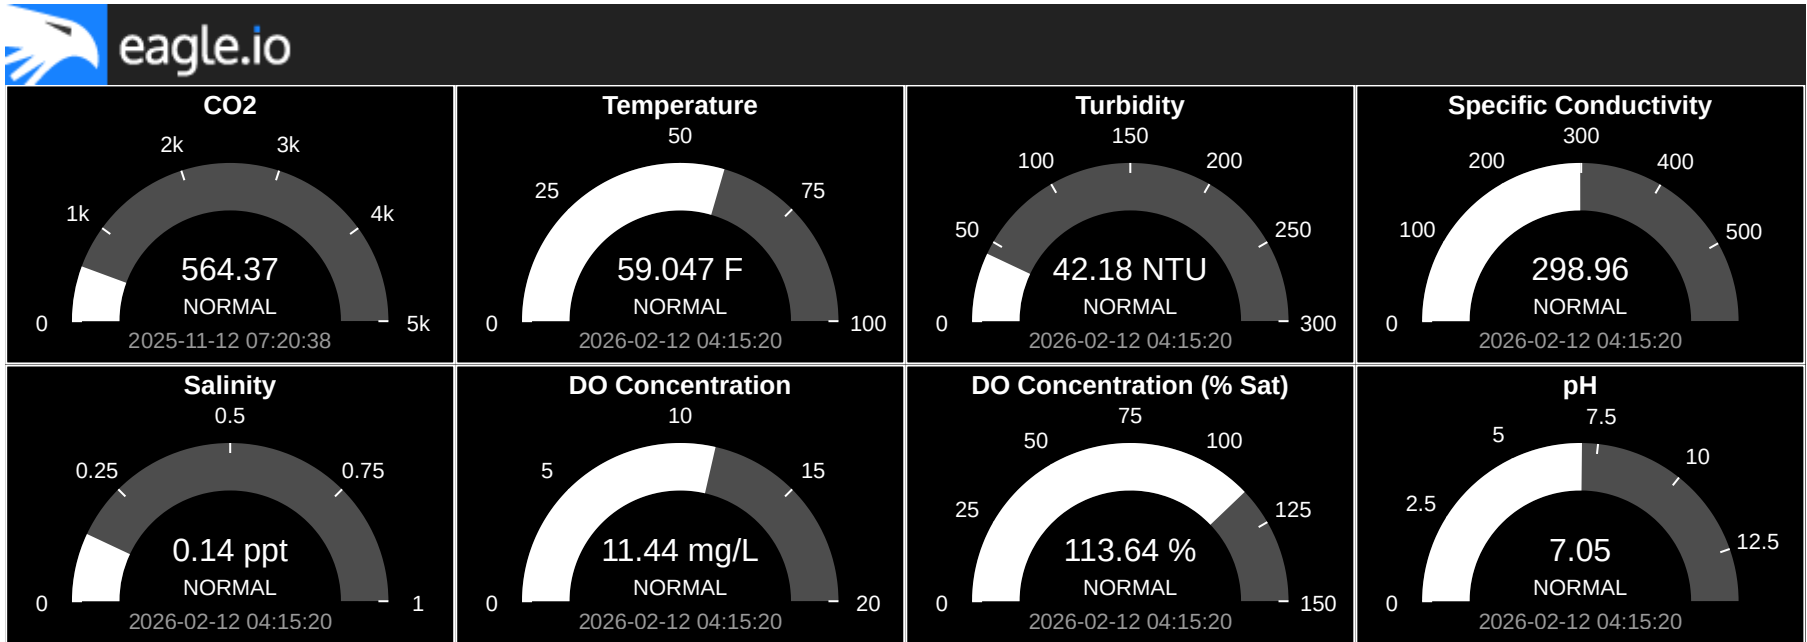 eagle.io
CO2
2k
3k
1k
4k
0
5k
564.37
NORMAL
2025-11-12 07:20:38
Temperature
50
25
75
0
100
59.047 F
NORMAL
2026-02-12 04:15:20
Turbidity
150
100
200
50
250
0
300
42.18 NTU
NORMAL
2026-02-12 04:15:20
Specific Conductivity
300
200
400
100
500
0
298.96
NORMAL
2026-02-12 04:15:20
Salinity
0.5
0.25
0.75
0
1
0.14 ppt
NORMAL
2026-02-12 04:15:20
DO Concentration
10
5
15
0
20
11.44 mg/L
NORMAL
2026-02-12 04:15:20
DO Concentration (% Sat)
75
50
100
25
125
0
150
113.64 %
NORMAL
2026-02-12 04:15:20
pH
7.5
5
10
2.5
12.5
0
7.05
NORMAL
2026-02-12 04:15:20